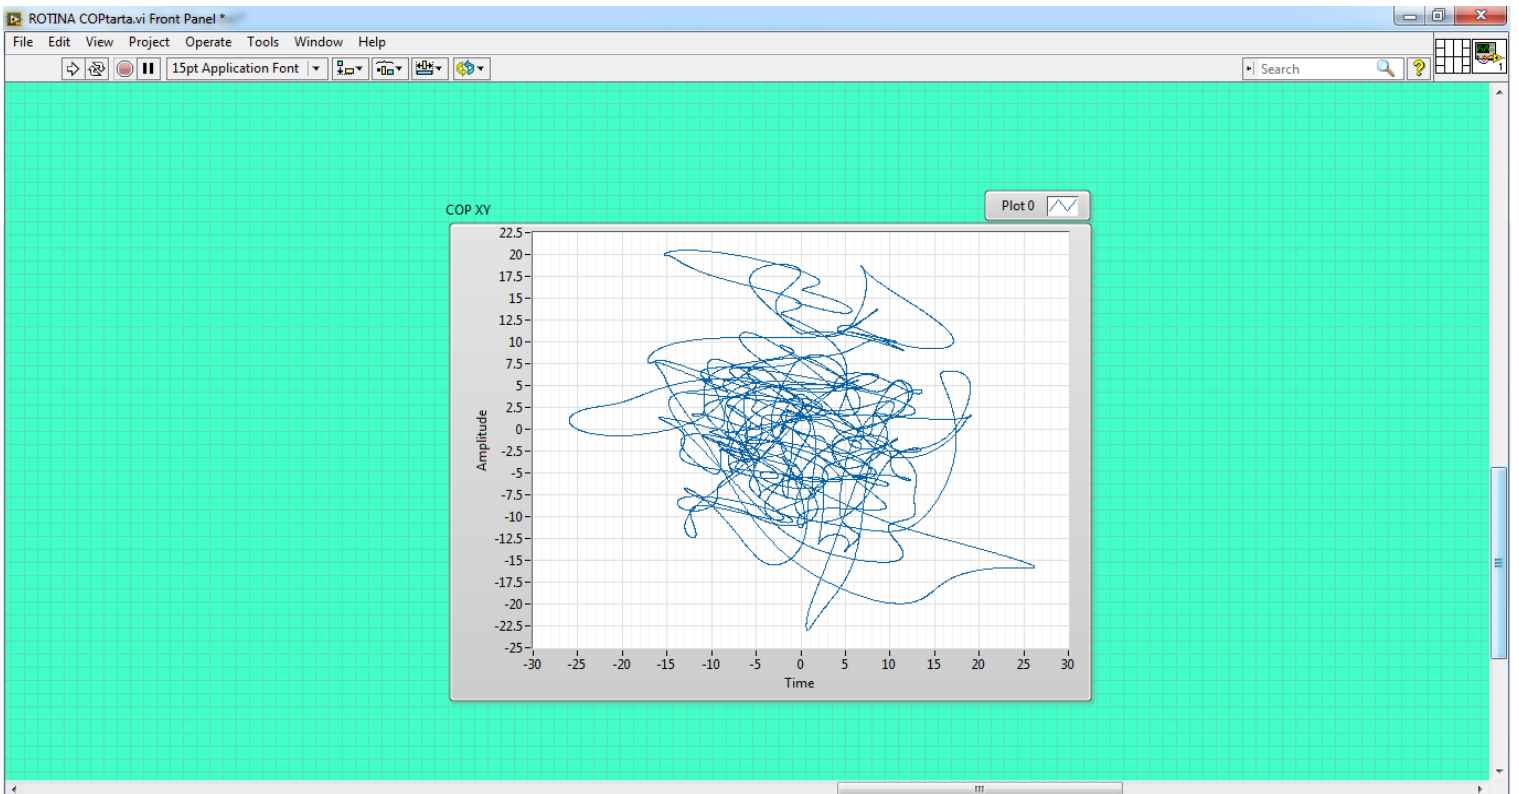 ROTINA COPtarta.vi Front Panel *
File Edit View Project Operate Tools Window Help
15pt Application Font
Search
1
COP XY
Plot 0
22.5
20
17.5
15
12.5
10
7.5
5
2.5
0
-2.5
-5
-7.5
-10
-12.5
-15
-17.5
-20
-22.5
-25
Amplitude
-30 -25 -20 -15 -10 -5 0 5 10 15 20 25 30
Time